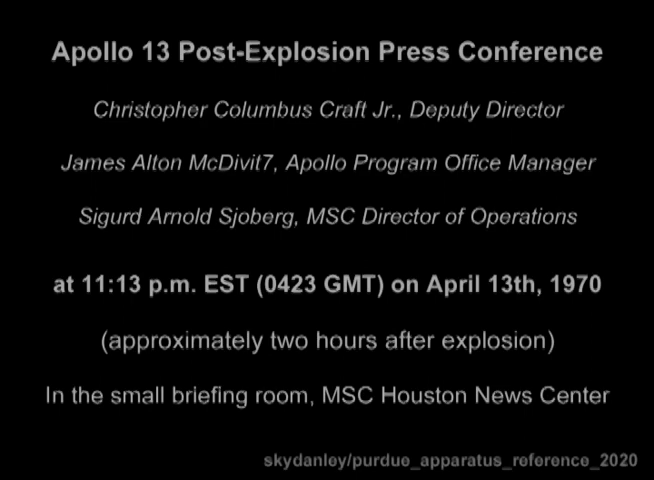 Apollo 13 Post-Explosion Press Conference
Christopher Columbus Craft Jr., Deputy Director
James Alton McDivit7, Apollo Program Office Manager
Sigurd Arnold Sjoberg, MSC Director of Operations
at 11:13 p.m. EST (0423 GMT) on April 13th, 1970
(approximately two hours after explosion)
In the small briefing room, MSC Houston News Center
skydanley/purdue_apparatus_reference_2020